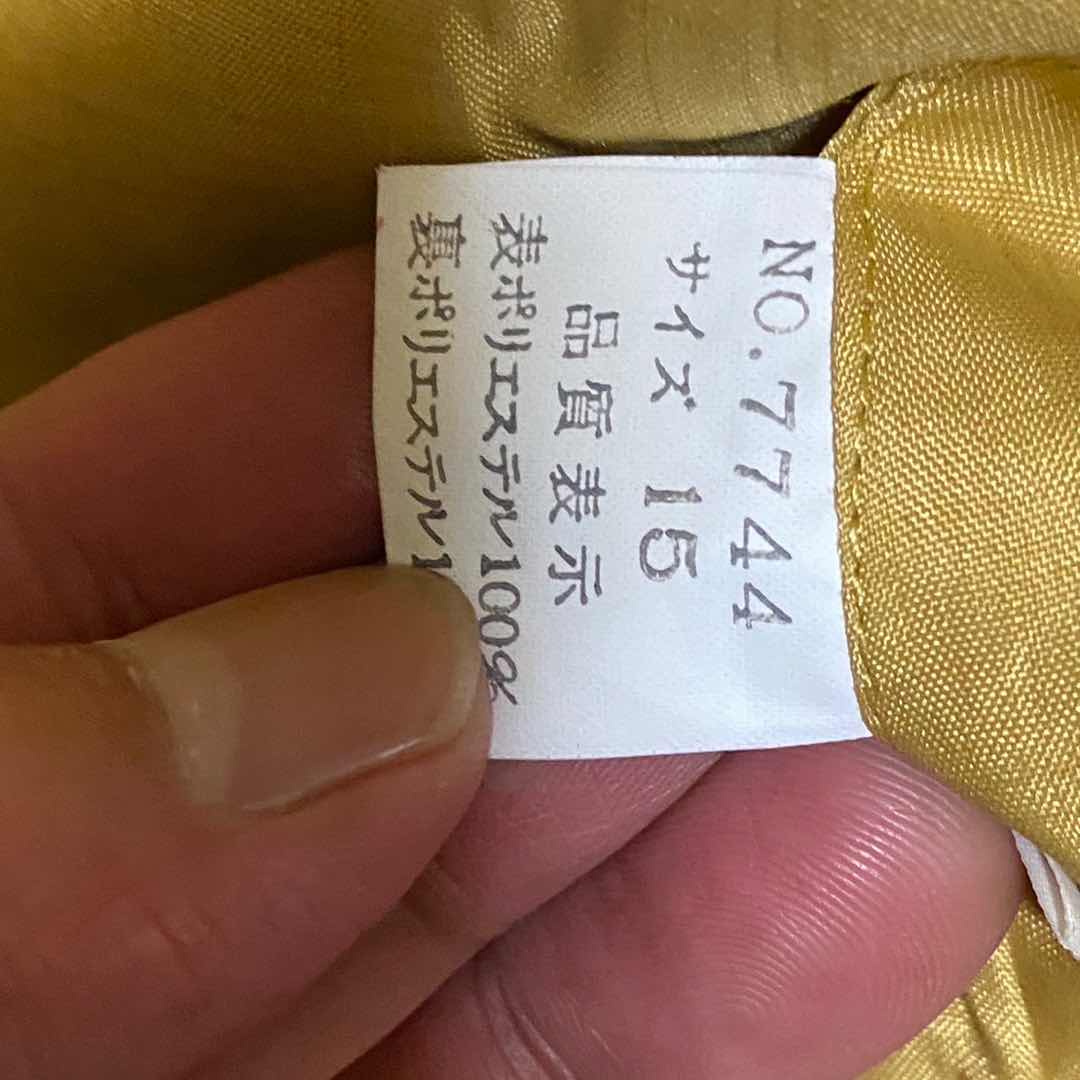 NO.7744
サイズ 15
品質表示
表ポリエステル100%
裏ポリエステル1